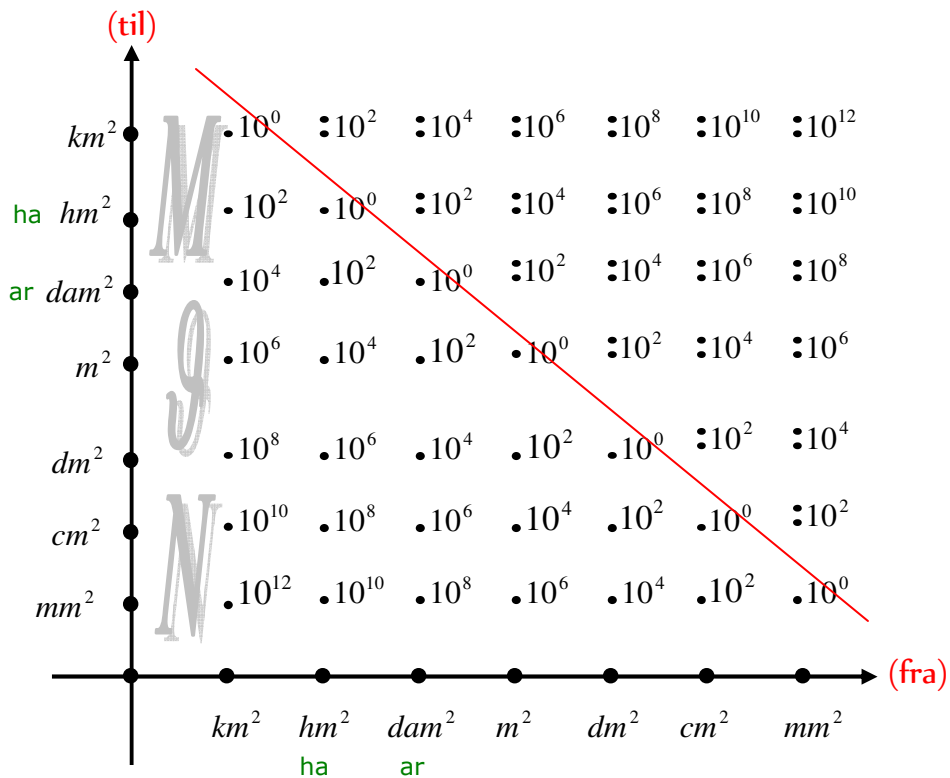 (til)
km² ·10⁰ :10² :10⁴ :10⁶ :10⁸ :10¹⁰ :10¹²
ha hm² ·10² ·10⁰ :10² :10⁴ :10⁶ :10⁸ :10¹⁰
ar dam² ·10⁴ ·10² ·10⁰ :10² :10⁴ :10⁶ :10⁸
m² ·10⁶ ·10⁴ ·10² ·10⁰ :10² :10⁴ :10⁶
dm² ·10⁸ ·10⁶ ·10⁴ ·10² ·10⁰ :10² :10⁴
cm² ·10¹⁰ ·10⁸ ·10⁶ ·10⁴ ·10² ·10⁰ :10²
mm² ·10¹² ·10¹⁰ ·10⁸ ·10⁶ ·10⁴ ·10² ·10⁰
M
9
N
(fra)
km² hm² dam² m² dm² cm² mm²
ha ar